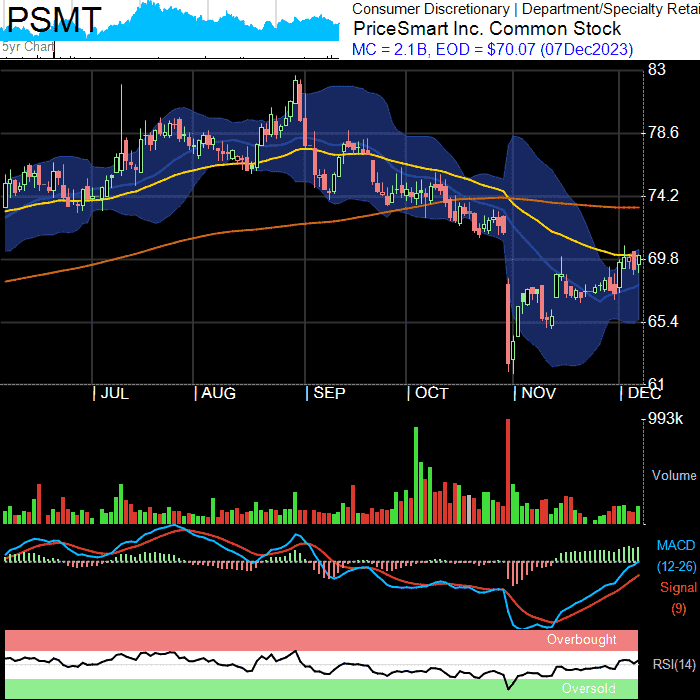 PSMT
5yr Chart
Consumer Discretionary | Department/Specialty Retai
PriceSmart Inc. Common Stock
MC = 2.1B, EOD = $70.07 (07Dec2023)
83
78.6
74.2
69.8
65.4
61
| JUL | AUG | SEP | OCT | NOV | DEC
993k
Volume
MACD
(12-26)
Signal
(9)
Overbought
RSI(14)
Oversold